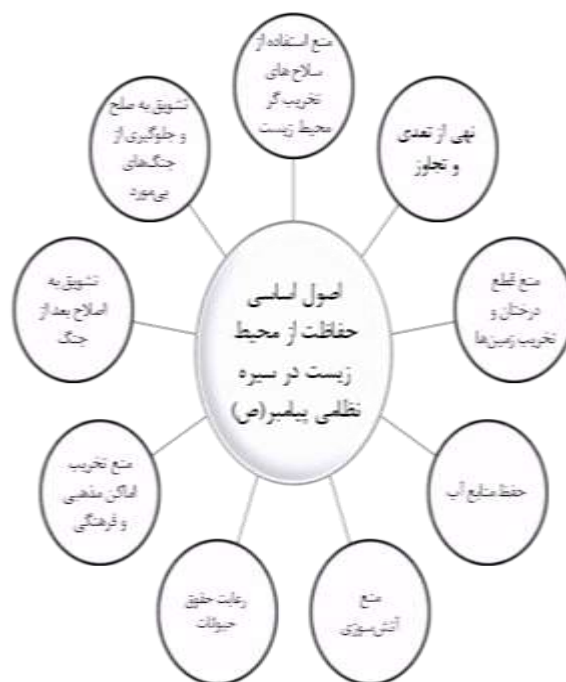 اصول اساسی
حفاظت از محیط
زیست در سیره
نظامی پیامبر(ص)
منع استفاده از
سلاح‌های
تخریب گر
محیط زیست
نهی از تعدی
و تجاوز
منع قطع
درختان و
تخریب زمین‌ها
حفظ منابع آب
منع
آتش‌سوزی
رعایت حقوق
حیوانات
منع تخریب
اماکن مذهبی
و فرهنگی
تشویق به
اصلاح بعد از
جنگ
تشویق به صلح
و جلوگیری از
جنگ‌های
بی‌مورد